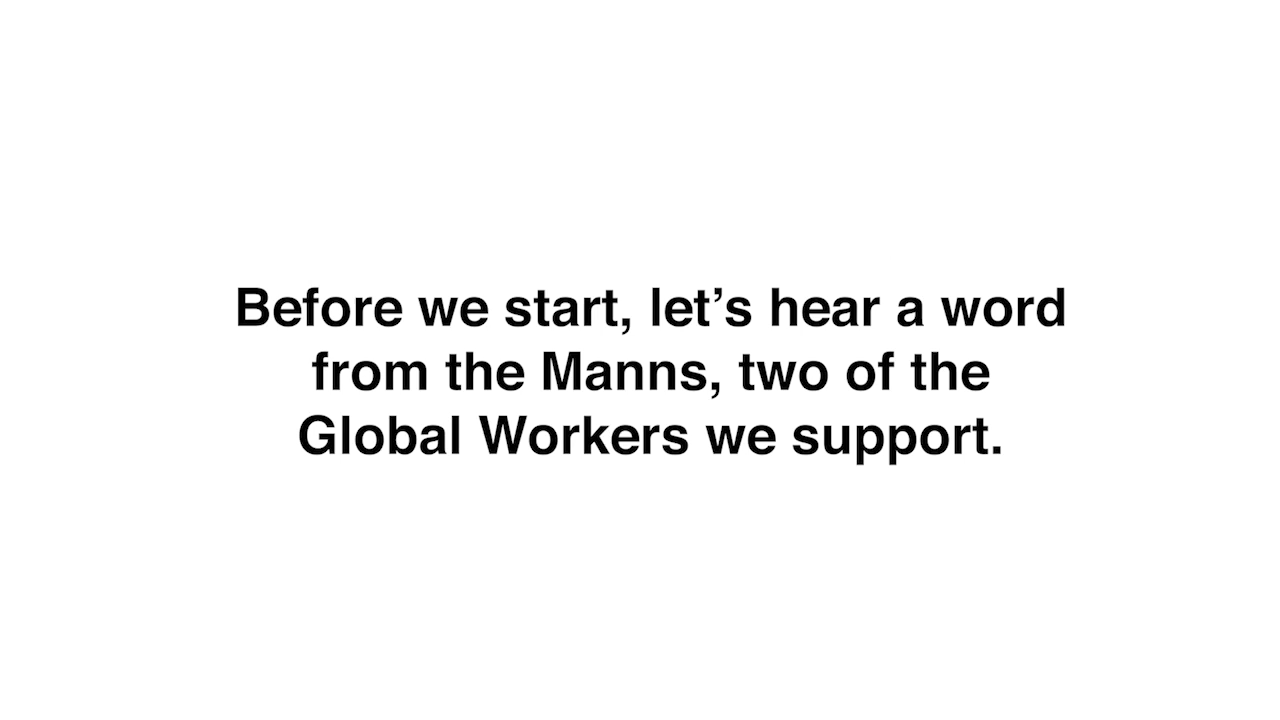 Before we start, let’s hear a word
from the Manns, two of the
Global Workers we support.